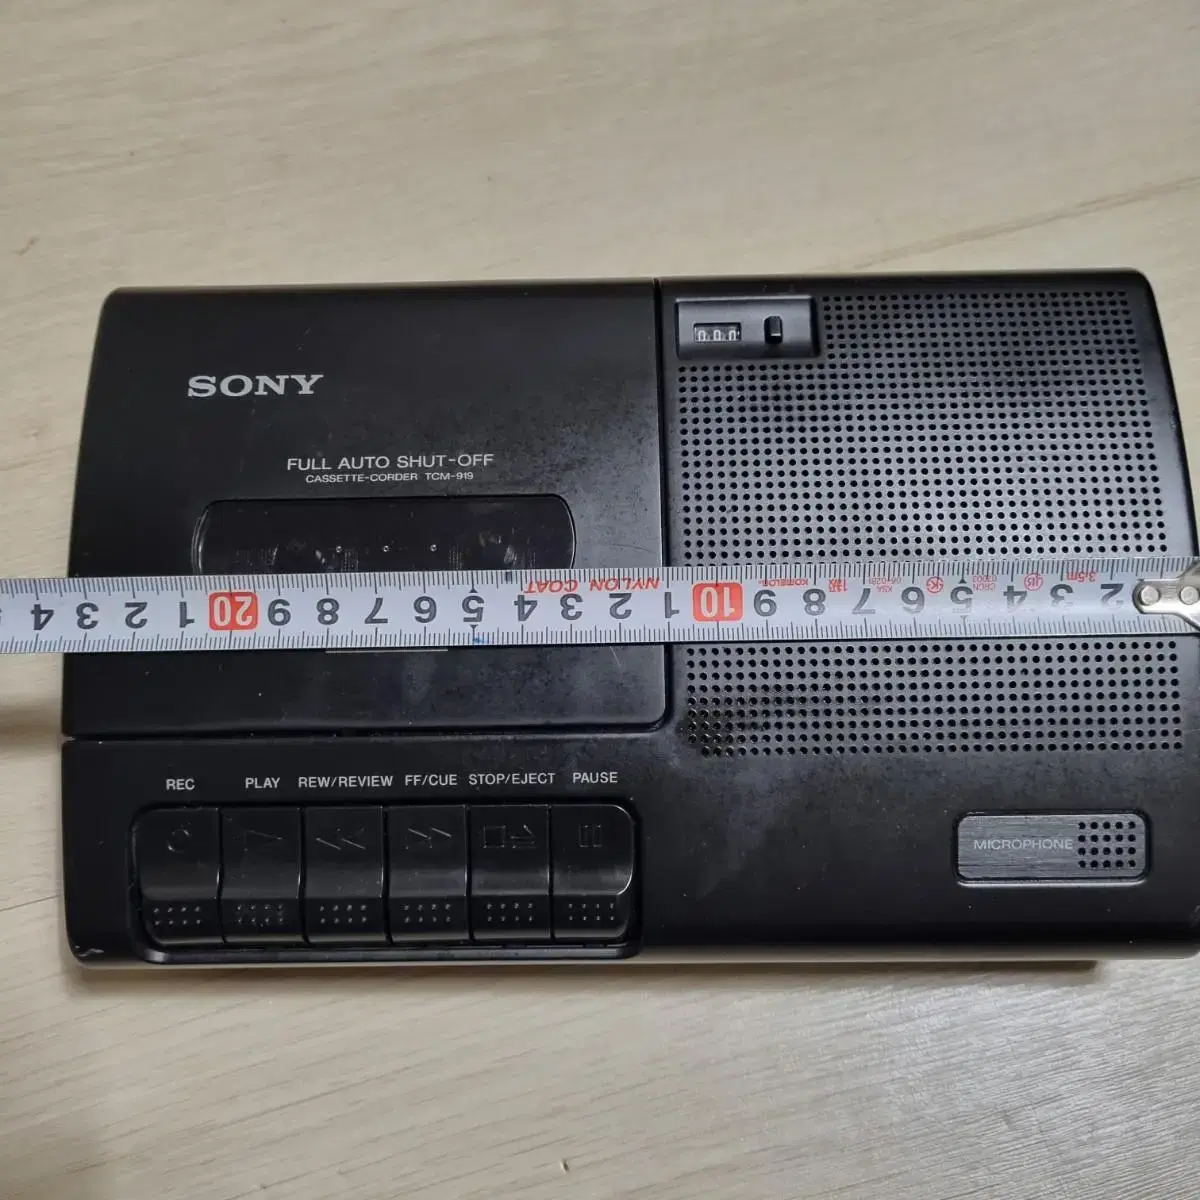 000
SONY
FULL AUTO SHUT-OFF
CASSETTE-CORDER TCM-919
2 3 4 5 6 7 8 9 10 1 2 3 4 5 6 7 8 9 20 1 2 3 4
3.5m
KOMELON
NYLON COAT
REC PLAY REW/REVIEW FF/CUE STOP/EJECT PAUSE
MICROPHONE